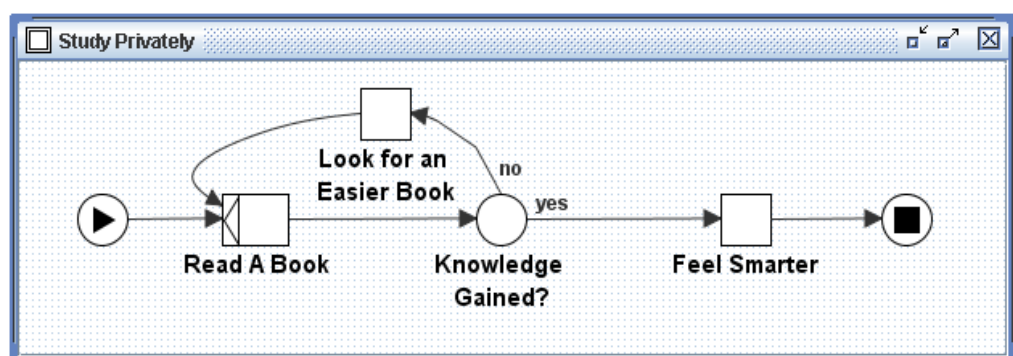 Study Privately
Look for an
Easier Book
no
yes
Read A Book
Knowledge
Gained?
Feel Smarter